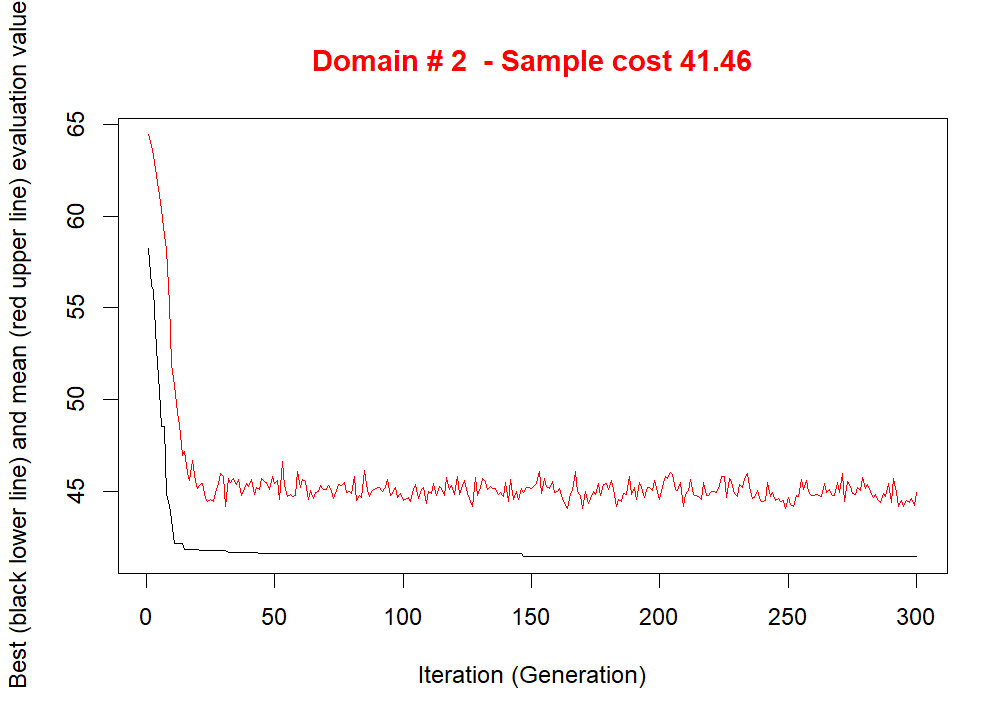 Domain # 2  - Sample cost 41.46
Best (black lower line) and mean (red upper line) evaluation value
65
60
55
50
45
0 50 100 150 200 250 300
Iteration (Generation)